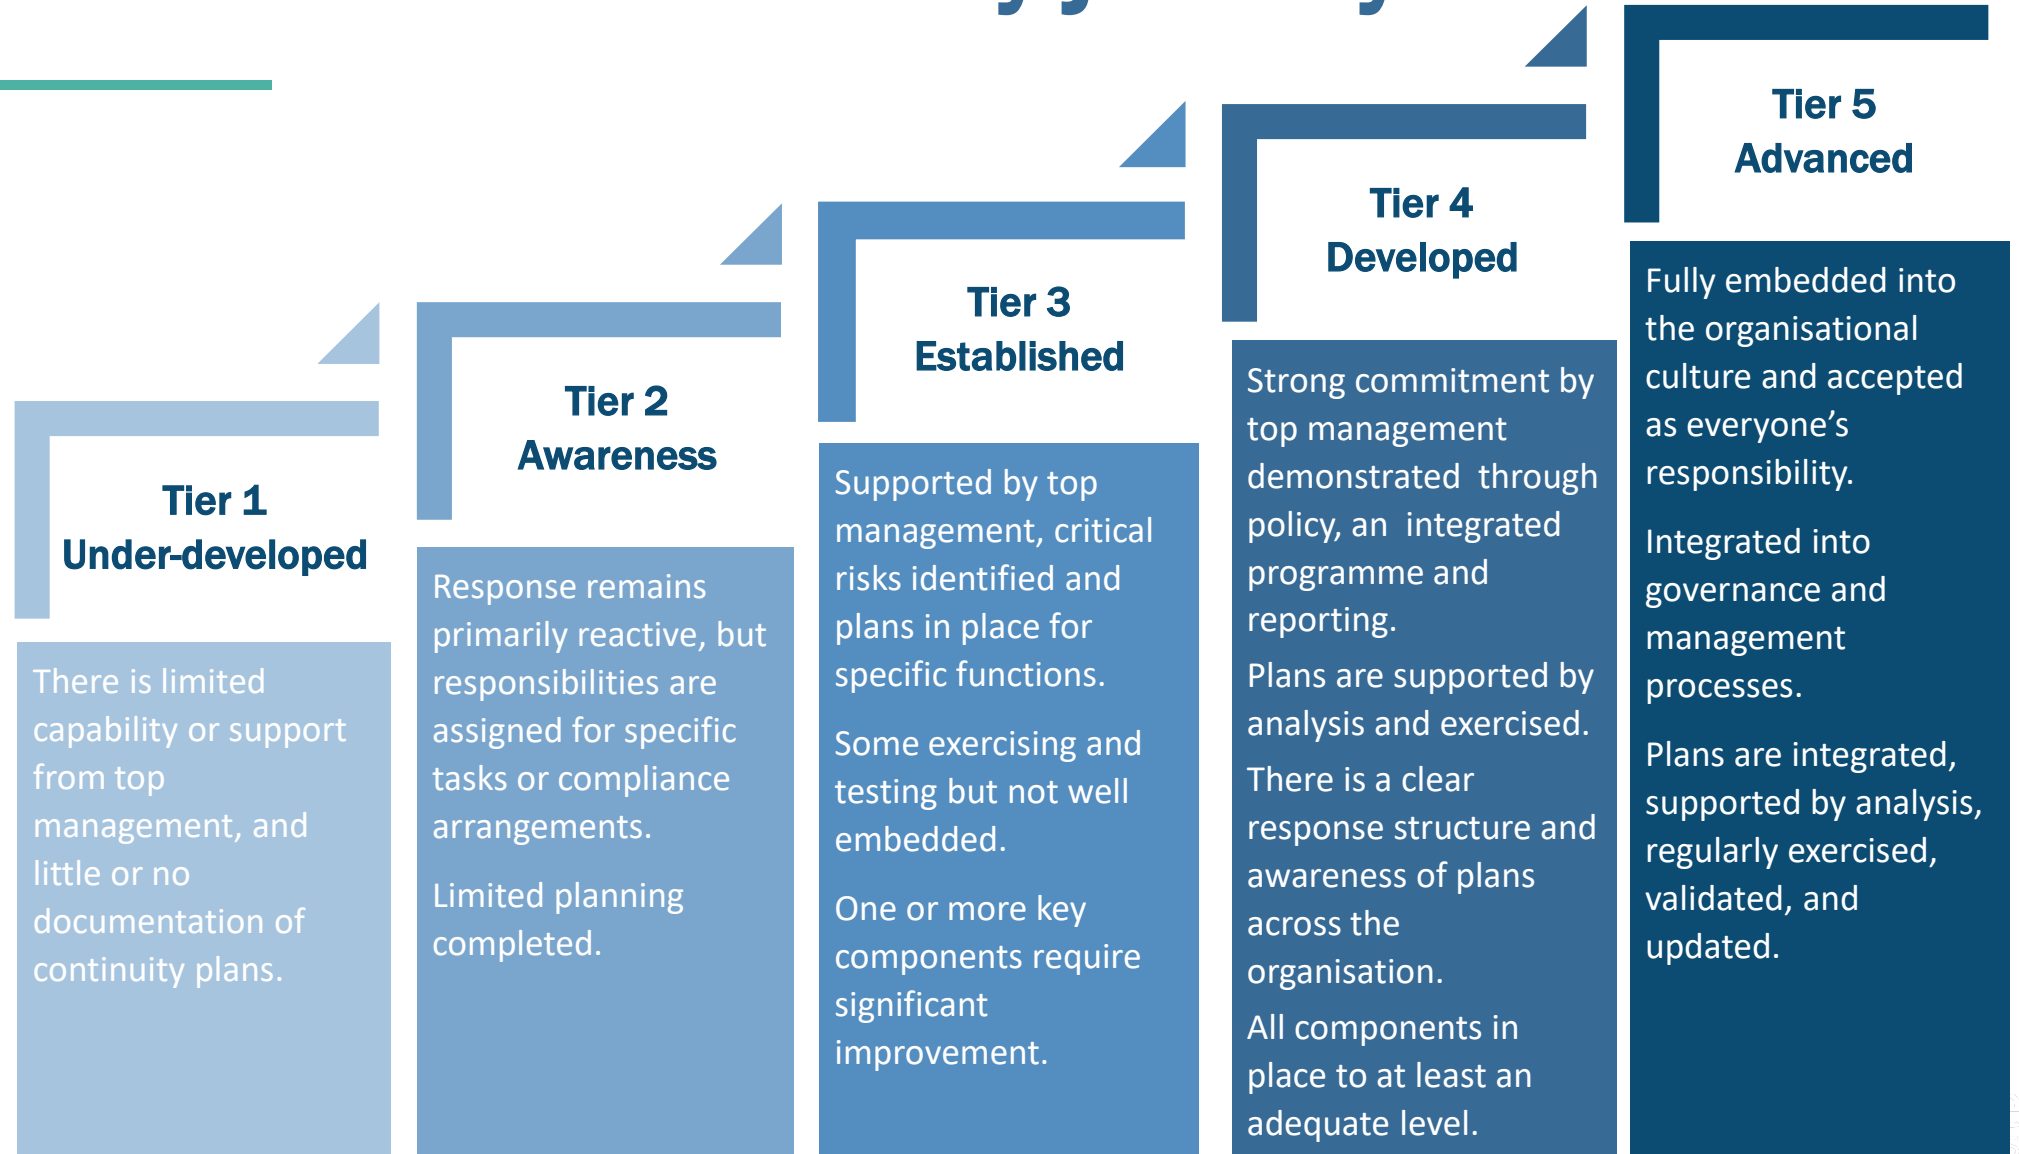 Tier 1
Under-developed
There is limited
capability or support
from top
management, and
little or no
documentation of
continuity plans.
Tier 2
Awareness
Response remains
primarily reactive, but
responsibilities are
assigned for specific
tasks or compliance
arrangements.
Limited planning
completed.
Tier 3
Established
Supported by top
management, critical
risks identified and
plans in place for
specific functions.
Some exercising and
testing but not well
embedded.
One or more key
components require
significant
improvement.
Tier 4
Developed
Strong commitment by
top management
demonstrated  through
policy, an  integrated
programme and
reporting.
Plans are supported by
analysis and exercised.
There is a clear
response structure and
awareness of plans
across the
organisation.
All components in
place to at least an
adequate level.
Tier 5
Advanced
Fully embedded into
the organisational
culture and accepted
as everyone’s
responsibility.
Integrated into
governance and
management
processes.
Plans are integrated,
supported by analysis,
regularly exercised,
validated, and
updated.